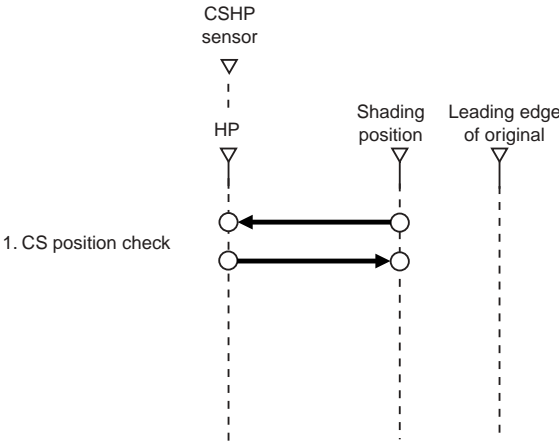 CSHP
sensor
HP
Shading
position
Leading edge
of original
1. CS position check